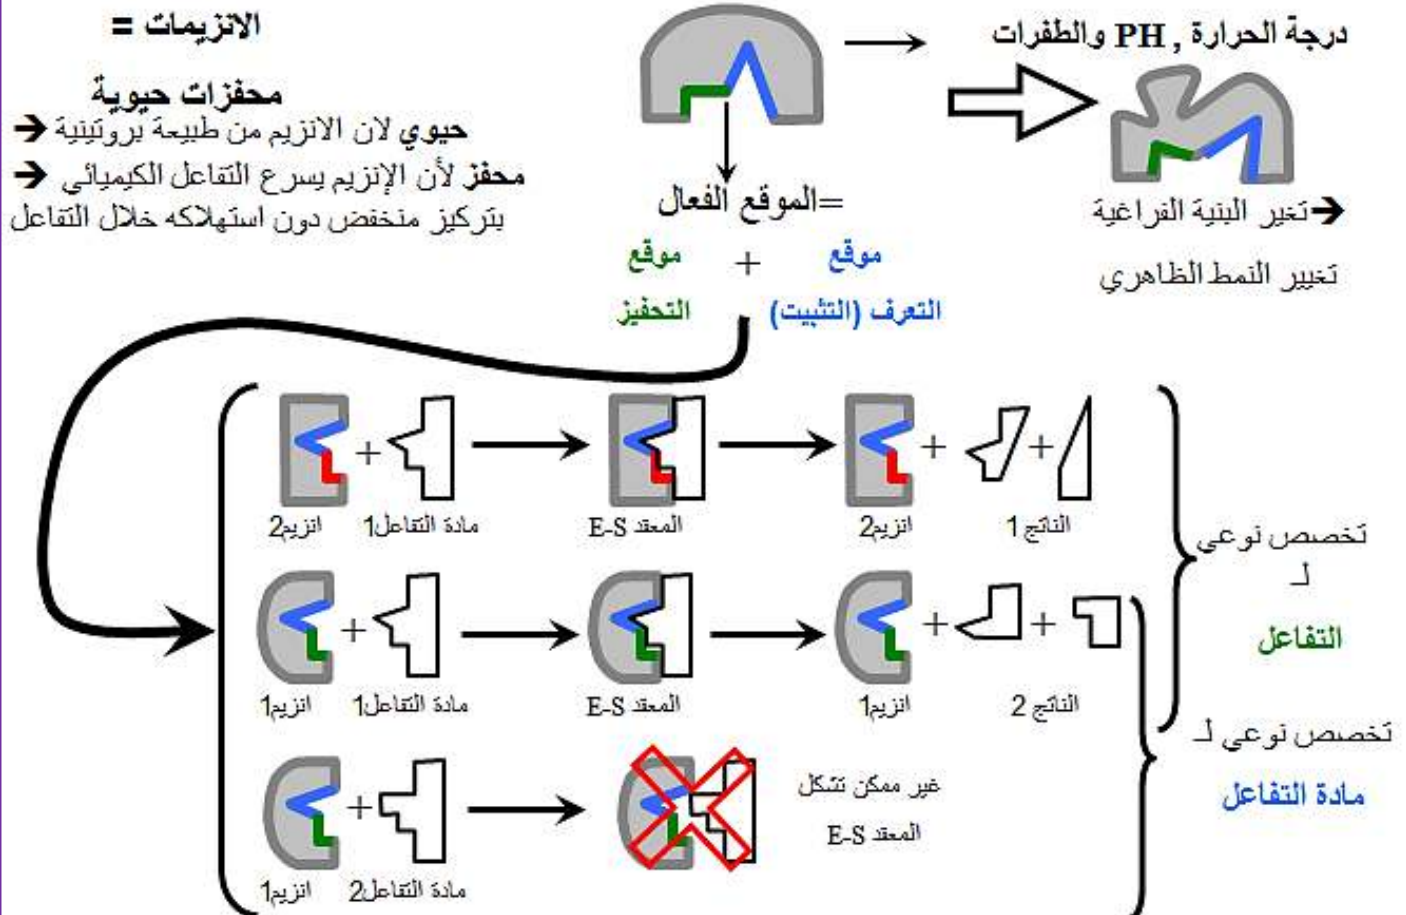 الانزيمات =
محفزات حيوية
حيوي لان الانزيم من طبيعة بروتينية ➔
محفز لأن الإنزيم يسرع التفاعل الكيميائي ➔
بتركيز منخفض دون استهلاكه خلال التفاعل
درجة الحرارة , PH والطفرات
➔تغير البنية الفراغية
تغيير النمط الظاهري
=الموقع الفعال
موقع + موقع
التعرف (التثبيت) التحفيز
انزيم2 + مادة التفاعل1 المعقد E-S انزيم2 + + الناتج 1
انزيم1 + مادة التفاعل1 المعقد E-S انزيم1 + + الناتج 2
انزيم1 + مادة التفاعل2
غير ممكن تشكل
المعقد E-S
تخصص نوعي
لـ
التفاعل
تخصص نوعي لـ
مادة التفاعل